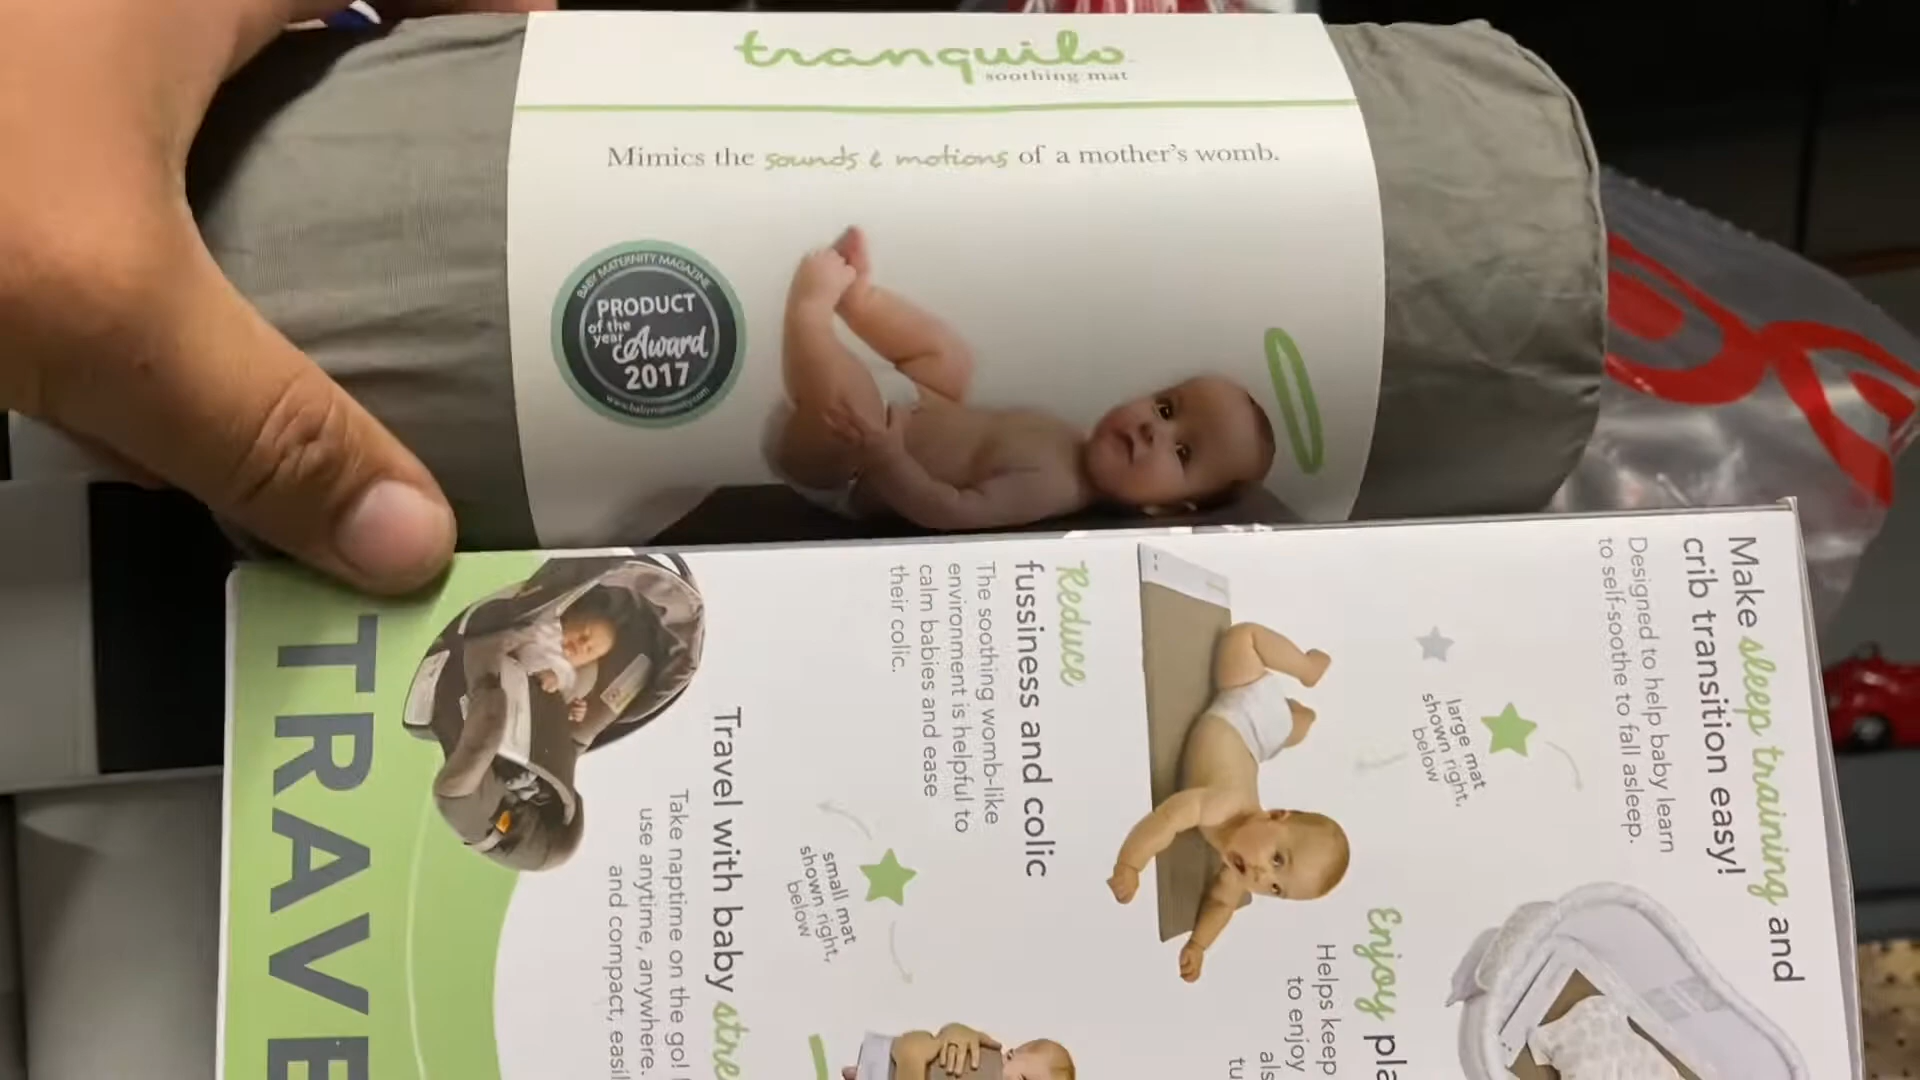 tranquilo
soothing mat
Mimics the sounds & motions of a mother's womb.
BABY MATERNITY MAGAZINE
PRODUCT
of the
year Award
2017
Make sleep training and
crib transition easy!
Designed to help baby learn
to self-soothe to fall asleep.
large mat
shown right,
below
Reduce
fussiness and colic
The soothing womb-like
environment is helpful to
calm babies and ease
their colic.
Enjoy pla
Helps keep
to enjoy
als
tu
small mat
shown right,
below
Travel with baby stre
Take naptime on the go!
use anytime, anywhere.
and compact, easil
TRAVE